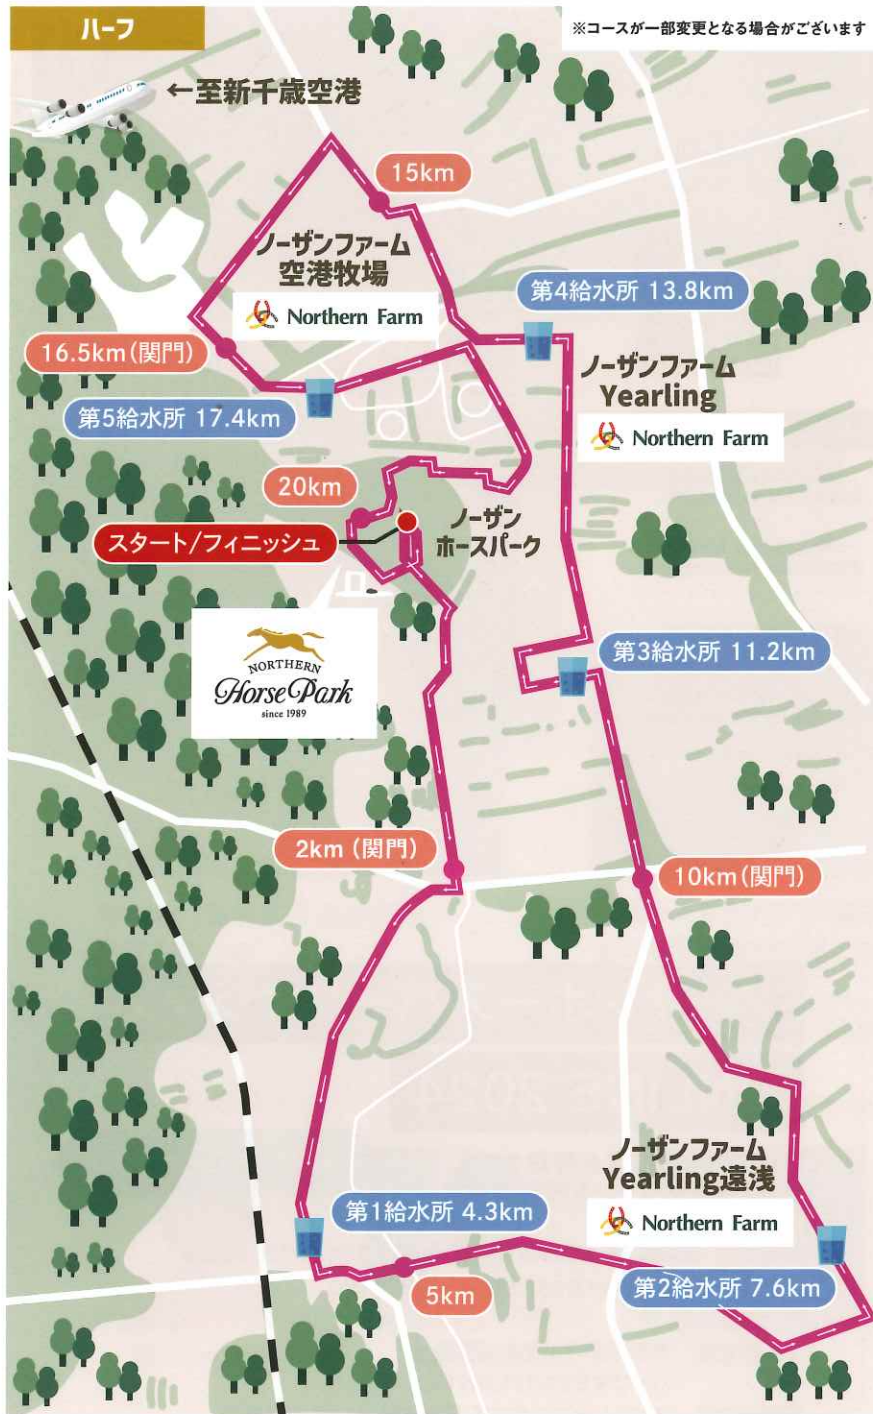 ハーフ
※コースが一部変更となる場合がございます
←至新千歳空港
15km
ノーザンファーム
空港牧場
Northern Farm
第4給水所 13.8km
16.5km(関門)
ノーザンファーム
Yearling
Northern Farm
第5給水所 17.4km
20km
スタート/フィニッシュ
ノーザン
ホースパーク
NORTHERN
Horse Park
since 1989
第3給水所 11.2km
2km (関門)
10km(関門)
ノーザンファーム
Yearling遠浅
Northern Farm
第1給水所 4.3km
5km
第2給水所 7.6km